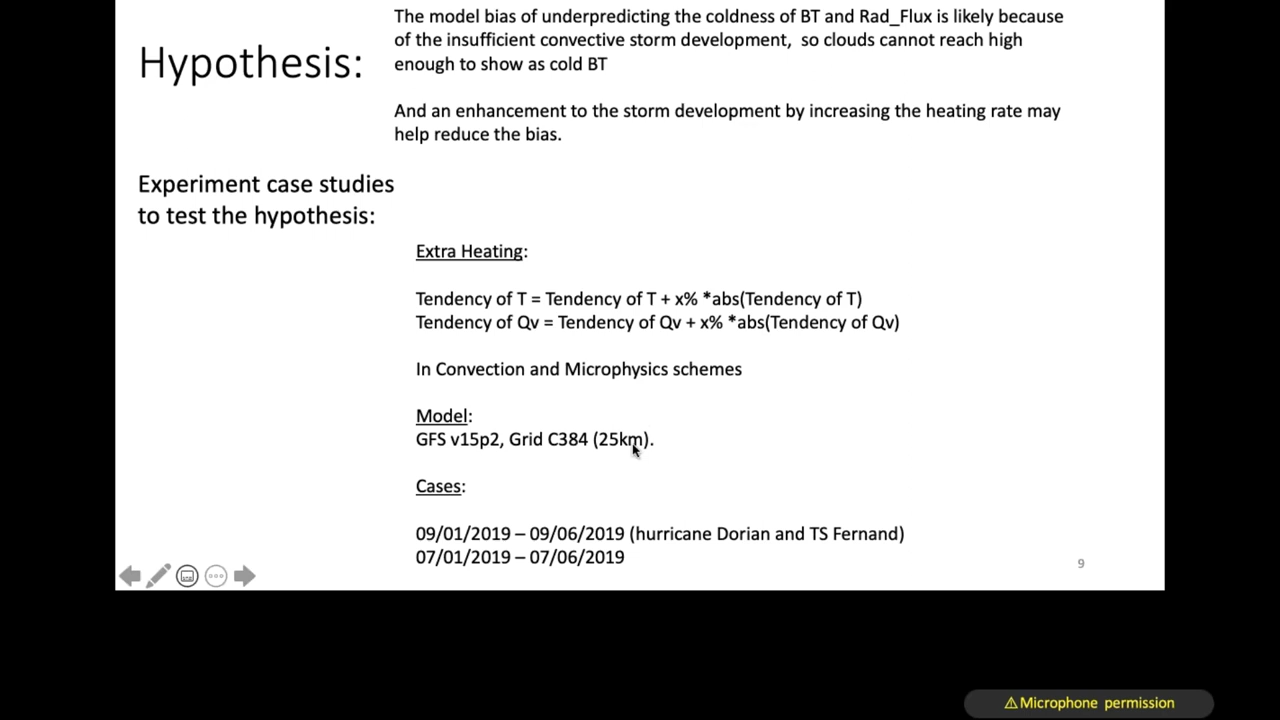 Hypothesis:
The model bias of underpredicting the coldness of BT and Rad_Flux is likely because
of the insufficient convective storm development,  so clouds cannot reach high
enough to show as cold BT
And an enhancement to the storm development by increasing the heating rate may
help reduce the bias.
Experiment case studies
to test the hypothesis:
Extra Heating:
Tendency of T = Tendency of T + x% *abs(Tendency of T)
Tendency of Qv = Tendency of Qv + x% *abs(Tendency of Qv)
In Convection and Microphysics schemes
Model:
GFS v15p2, Grid C384 (25km).
Cases:
09/01/2019 – 09/06/2019 (hurricane Dorian and TS Fernand)
07/01/2019 – 07/06/2019
9
⚠Microphone permission